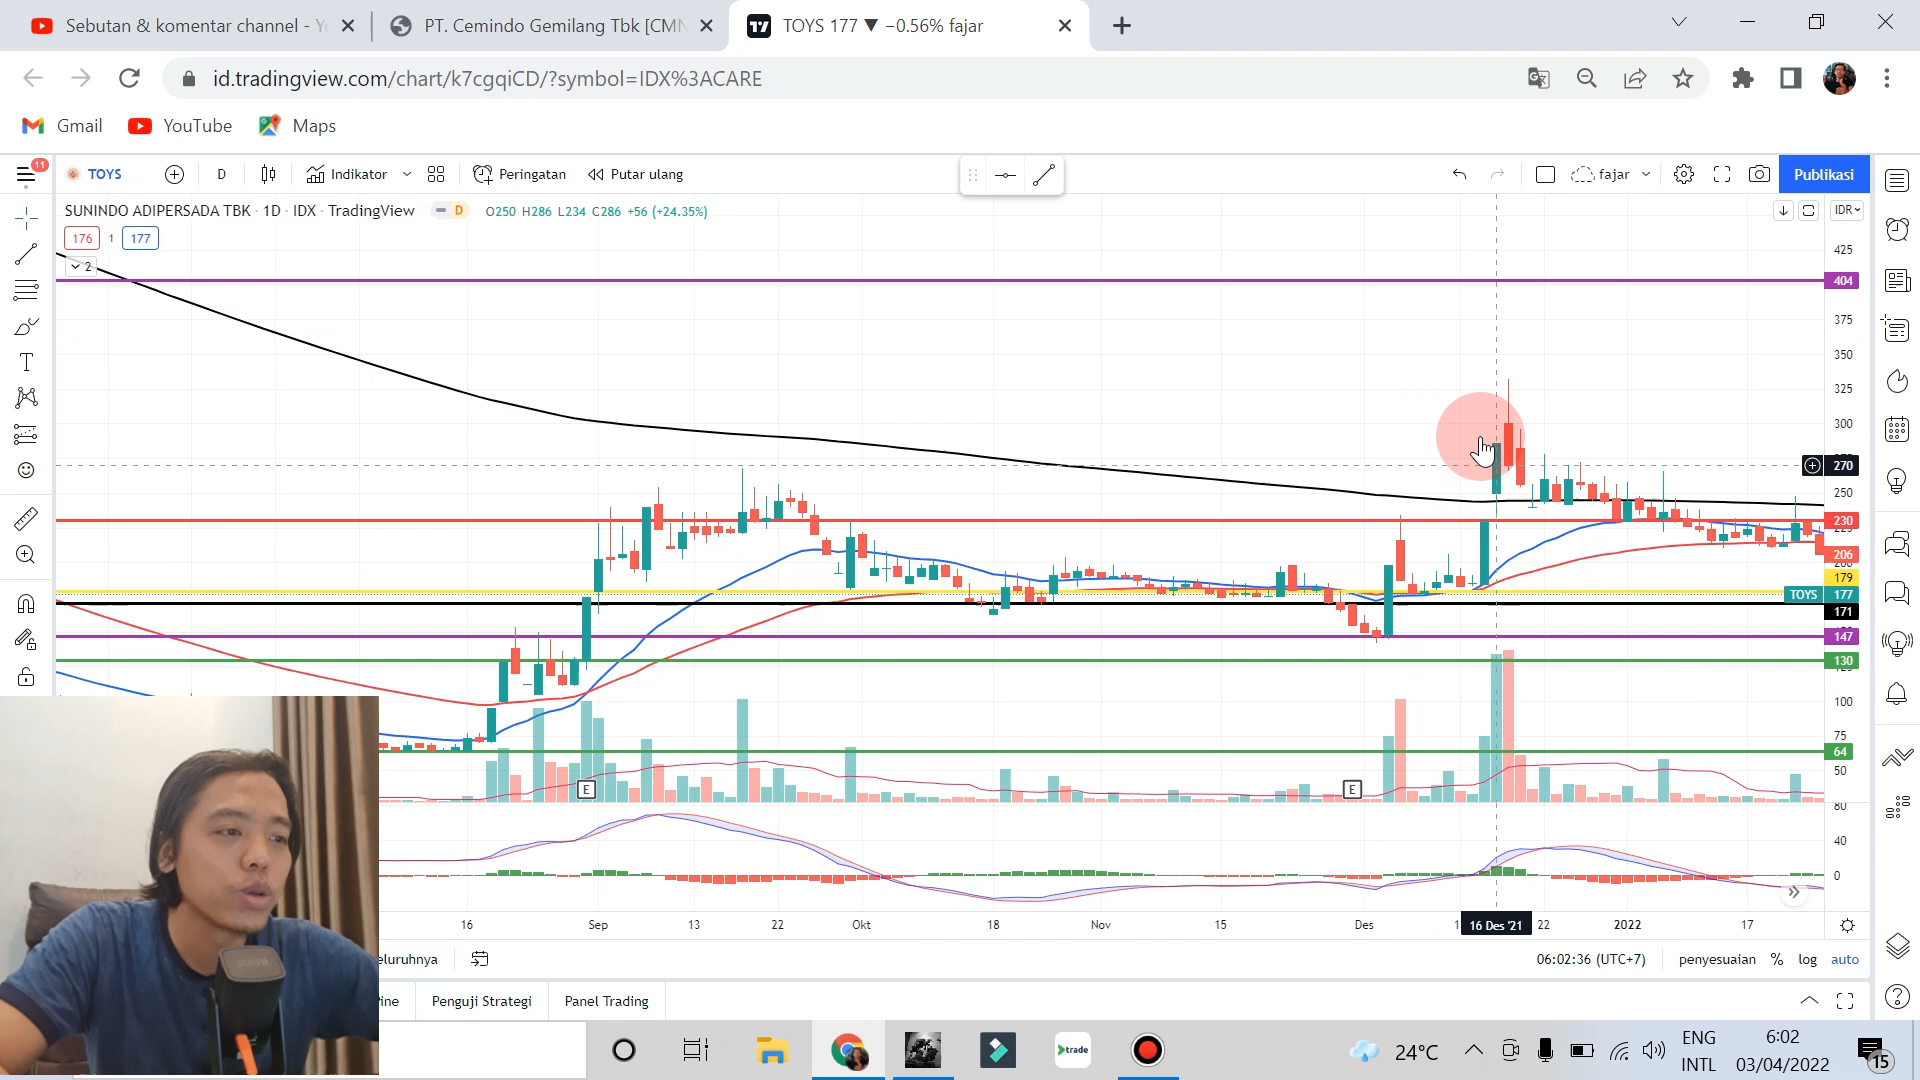 Sebutan & komentar channel - Yo
PT. Cemindo Gemilang Tbk [CMN
TOYS 177 ▼ −0.56% fajar
id.tradingview.com/chart/k7cgqiCD/?symbol=IDX%3ACARE
Gmail
YouTube
Maps
11
TOYS
D
Indikator
Peringatan
Putar ulang
fajar
Publikasi
SUNINDO ADIPERSADA TBK · 1D · IDX · TradingView
D
O250 H286 L234 C286 +56 (+24.35%)
IDR
176
1
177
2
425
404
375
350
325
300
270
250
230
206
179
TOYS 177
171
147
130
100
75
64
50
E
E
80
40
0
16
Sep
13
22
Okt
18
Nov
15
Des
16 Des '21
22
2022
17
eluruhnya
06:02:36 (UTC+7)
penyesuaian
%
log
auto
ine
Penguji Strategi
Panel Trading
trade
24°C
ENG
INTL
6:02
03/04/2022
15